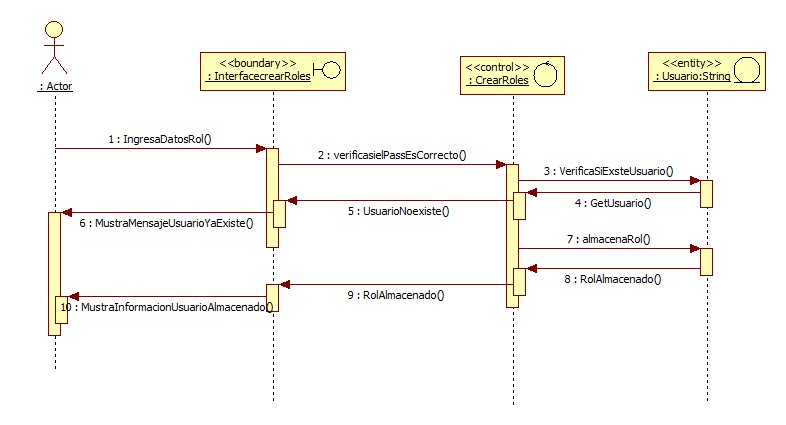 : Actor
<<boundary>>
: InterfacecrearRoles
<<control>>
: CrearRoles
<<entity>>
: Usuario:String
1 : IngresaDatosRol()
2 : verificasielPassEsCorrecto()
3 : VerificaSiExsteUsuario()
4 : GetUsuario()
5 : UsuarioNoexiste()
6 : MustraMensajeUsuarioYaExiste()
7 : almacenaRol()
8 : RolAlmacenado()
9 : RolAlmacenado()
10 : MustraInformacionUsuarioAlmacenado()